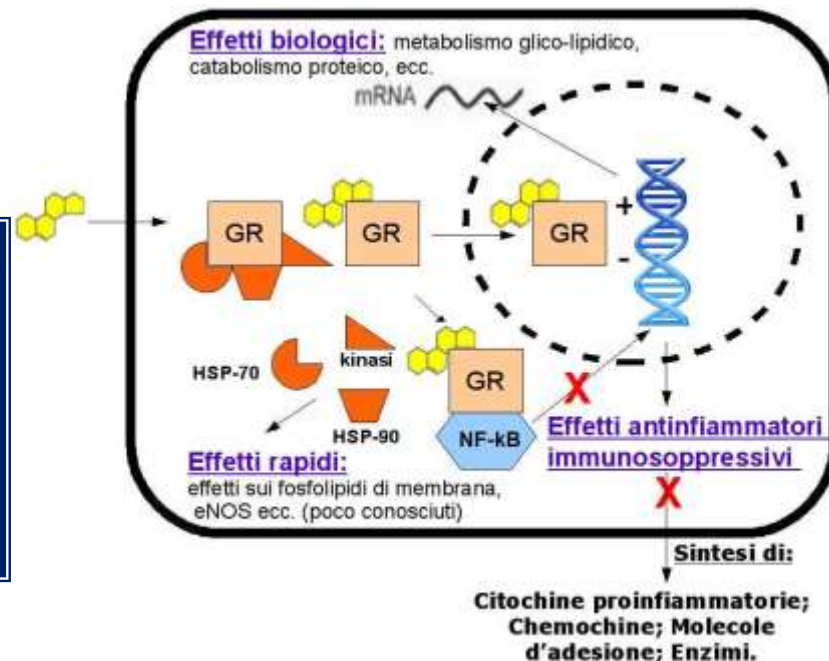 Effetti biologici: metabolismo glico-lipidico,
catabolismo proteico, ecc.
mRNA
GR
GR
GR
+
-
HSP-70
kinasi
HSP-90
GR
NF-kB
X
Effetti antinfiammatori
immunosoppressivi
X
Effetti rapidi:
effetti sui fosfolipidi di membrana,
eNOS ecc. (poco conosciuti)
Sintesi di:
Citochine proinfiammatorie;
Chemochine; Molecole
d'adesione; Enzimi.